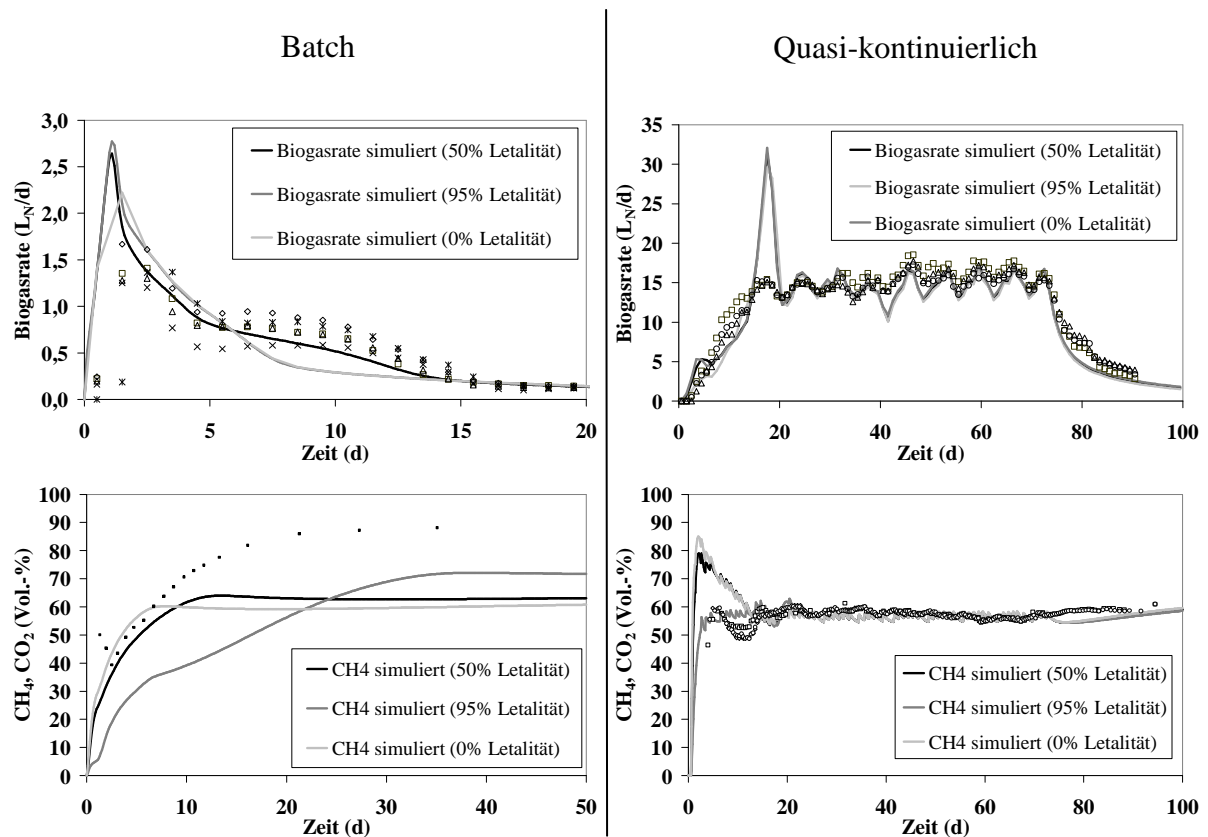 Batch
Quasi-kontinuierlich
Biogasrate (L_N/d)
3,0
2,5
2,0
1,5
1,0
0,5
0,0
Biogasrate simuliert (50% Letalität)
Biogasrate simuliert (95% Letalität)
Biogasrate simuliert (0% Letalität)
0 5 10 15 20
Zeit (d)
Biogasrate (L_N/d)
35
30
25
20
15
10
5
0
Biogasrate simuliert (50% Letalität)
Biogasrate simuliert (95% Letalität)
Biogasrate simuliert (0% Letalität)
0 20 40 60 80 100
Zeit (d)
CH₄, CO₂ (Vol.-%)
100
90
80
70
60
50
40
30
20
10
0
CH4 simuliert (50% Letalität)
CH4 simuliert (95% Letalität)
CH4 simuliert (0% Letalität)
0 10 20 30 40 50
Zeit (d)
CH₄, CO₂ (Vol.-%)
100
90
80
70
60
50
40
30
20
10
0
CH4 simuliert (50% Letalität)
CH4 simuliert (95% Letalität)
CH4 simuliert (0% Letalität)
0 20 40 60 80 100
Zeit (d)